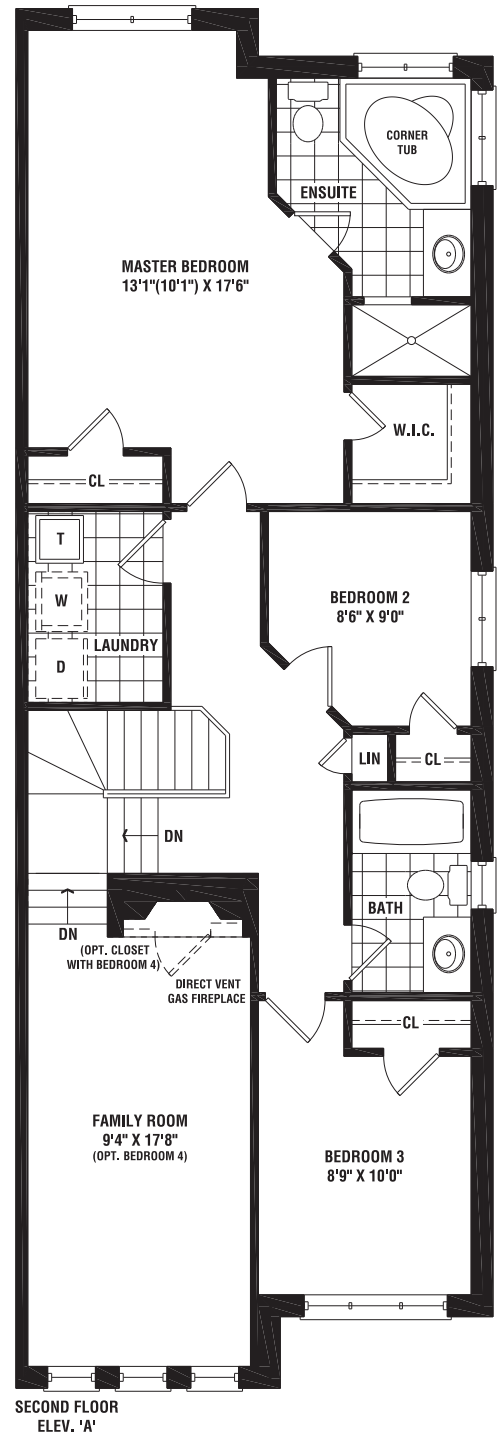 CORNER
TUB
ENSUITE
MASTER BEDROOM
13'1"(10'1") X 17'6"
W.I.C.
CL
T
W
D
LAUNDRY
BEDROOM 2
8'6" X 9'0"
LIN
CL
DN
BATH
DN
(OPT. CLOSET
WITH BEDROOM 4)
DIRECT VENT
GAS FIREPLACE
CL
FAMILY ROOM
9'4" X 17'8"
(OPT. BEDROOM 4)
BEDROOM 3
8'9" X 10'0"
SECOND FLOOR
ELEV. 'A'